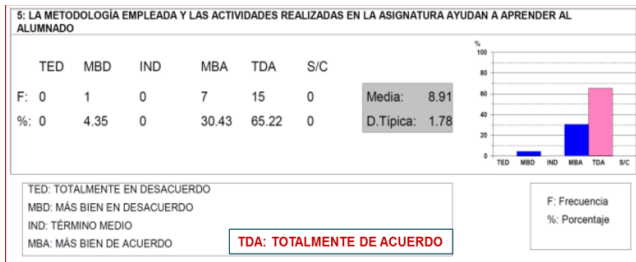 5: LA METODOLOGÍA EMPLEADA Y LAS ACTIVIDADES REALIZADAS EN LA ASIGNATURA AYUDAN A APRENDER AL
ALUMNADO
TED MBD IND MBA TDA S/C
F: 0 1 0 7 15 0
%: 0 4.35 0 30.43 65.22 0
Media: 8.91
D.Típica: 1.78
%
100
80
60
40
20
0
TED MBD IND MBA TDA S/C
TED: TOTALMENTE EN DESACUERDO
MBD: MÁS BIEN EN DESACUERDO
IND: TÉRMINO MEDIO
MBA: MÁS BIEN DE ACUERDO
TDA: TOTALMENTE DE ACUERDO
F: Frecuencia
%: Porcentaje